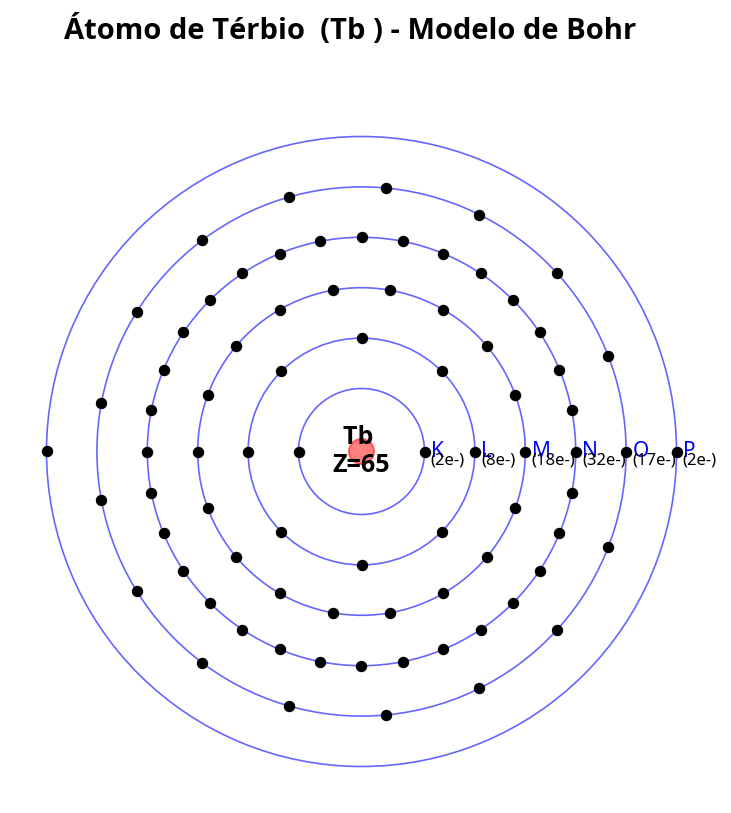 Átomo de Térbio  (Tb ) - Modelo de Bohr
Tb
Z=65
K L M N O P
(2e-) (8e-) (18e-) (32e-) (17e-) (2e-)